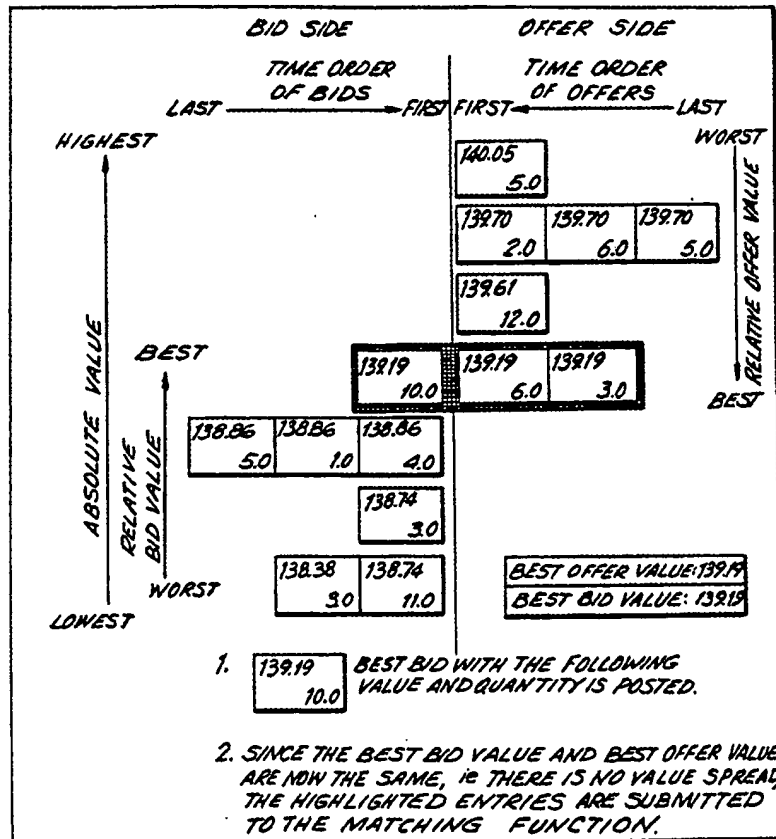 BID SIDE OFFER SIDE
TIME ORDER OF BIDS TIME ORDER OF OFFERS
LAST FIRST FIRST LAST
HIGHEST WORST
140.05
5.0
139.70 139.70 139.70
2.0 6.0 5.0
139.61
12.0
RELATIVE OFFER VALUE
BEST
139.19 139.19 139.19
10.0 6.0 3.0
BEST
ABSOLUTE VALUE
RELATIVE BID VALUE
138.86 138.86 138.86
5.0 1.0 4.0
138.74
3.0
138.38 138.74
9.0 11.0
WORST
LOWEST
BEST OFFER VALUE: 139.19
BEST BID VALUE: 139.19
1. 139.19 BEST BID WITH THE FOLLOWING
10.0 VALUE AND QUANTITY IS POSTED.
2. SINCE THE BEST BID VALUE AND BEST OFFER VALUE
ARE NOW THE SAME, ie THERE IS NO VALUE SPREAD,
THE HIGHLIGHTED ENTRIES ARE SUBMITTED
TO THE MATCHING FUNCTION.